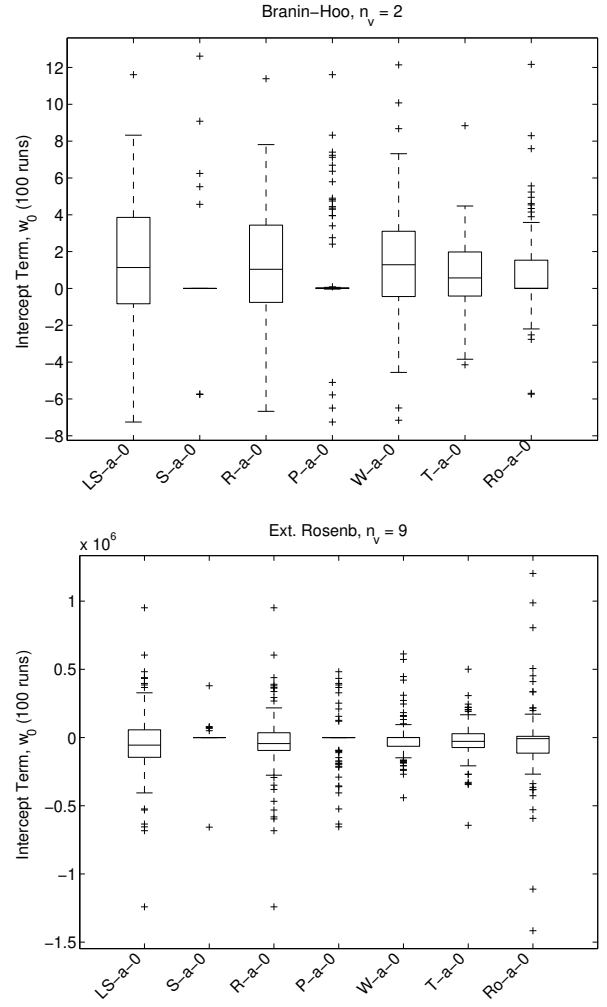 Branin−Hoo, n_v = 2
Intercept Term, w_0 (100 runs)
12
10
8
6
4
2
0
−2
−4
−6
−8
LS−a−0
S−a−0
R−a−0
P−a−0
W−a−0
T−a−0
Ro−a−0
x 10^6
Ext. Rosenb, n_v = 9
Intercept Term, w_0 (100 runs)
1
0.5
0
−0.5
−1
−1.5
LS−a−0
S−a−0
R−a−0
P−a−0
W−a−0
T−a−0
Ro−a−0